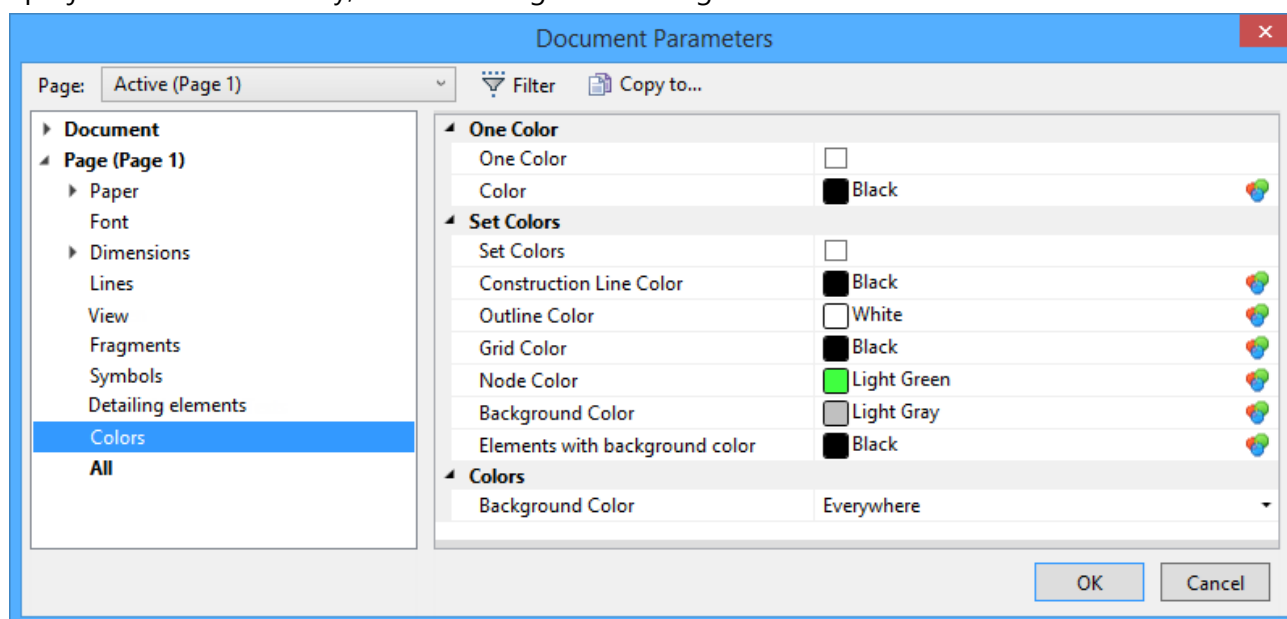 Document Parameters
Page: Active (Page 1) Filter Copy to...
Document
Page (Page 1)
Paper
Font
Dimensions
Lines
View
Fragments
Symbols
Detailing elements
Colors
All
One Color
One Color
Color Black
Set Colors
Set Colors
Construction Line Color Black
Outline Color White
Grid Color Black
Node Color Light Green
Background Color Light Gray
Elements with background color Black
Colors
Background Color Everywhere
OK Cancel